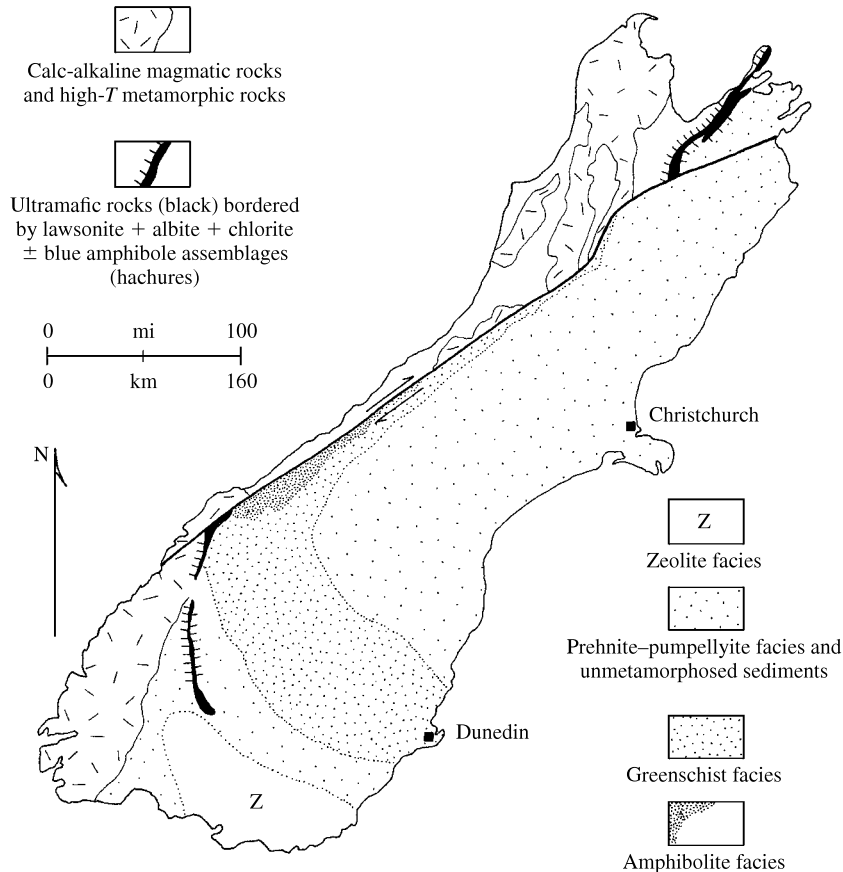 Calc-alkaline magmatic rocks
and high-T metamorphic rocks
Ultramafic rocks (black) bordered
by lawsonite + albite + chlorite
± blue amphibole assemblages
(hachures)
0 mi 100
0 km 160
N
Christchurch
Dunedin
Z
Z
Zeolite facies
Prehnite–pumpellyite facies and
unmetamorphosed sediments
Greenschist facies
Amphibolite facies